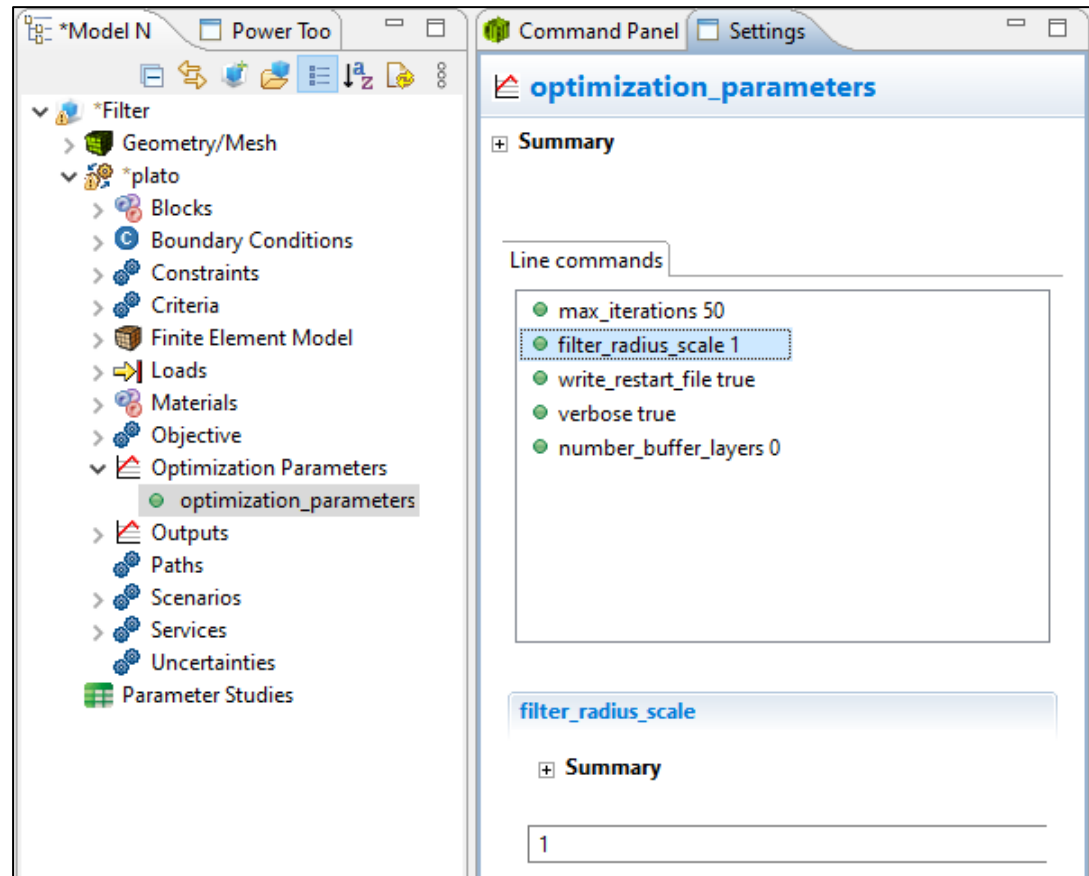 *Model N
Power Too
*Filter
Geometry/Mesh
*plato
Blocks
Boundary Conditions
Constraints
Criteria
Finite Element Model
Loads
Materials
Objective
Optimization Parameters
optimization_parameters
Outputs
Paths
Scenarios
Services
Uncertainties
Parameter Studies
Command Panel
Settings
optimization_parameters
Summary
Line commands
max_iterations 50
filter_radius_scale 1
write_restart_file true
verbose true
number_buffer_layers 0
filter_radius_scale
Summary
1